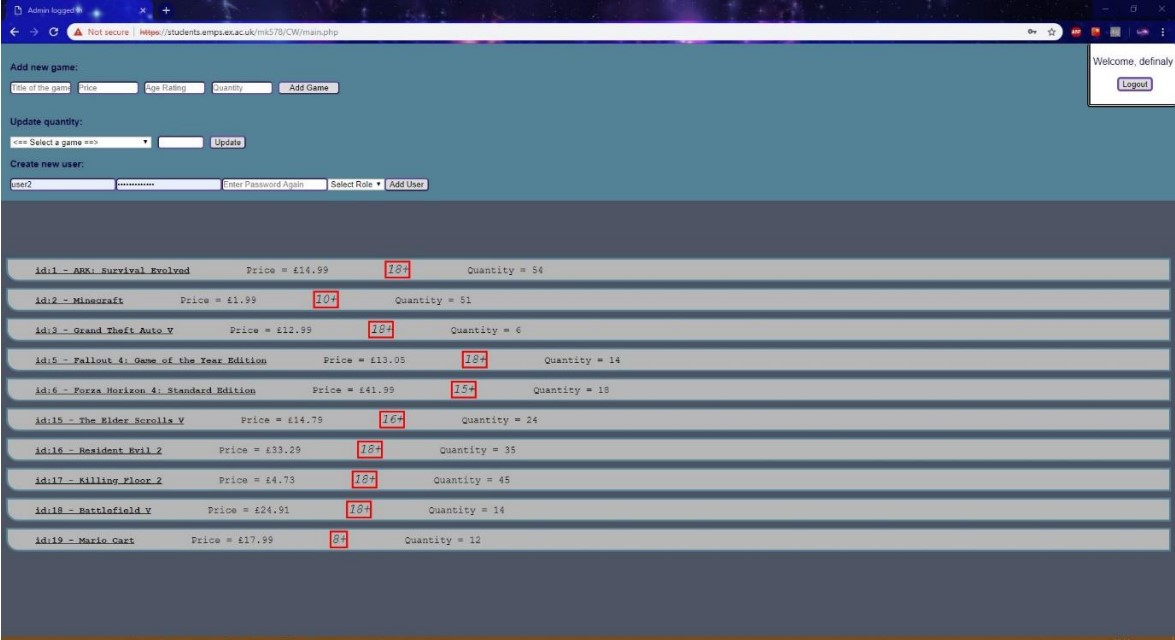 Admin logged in
Not secure | https://students.emps.ex.ac.uk/mk578/CW/main.php
Welcome, definaly
Logout
Add new game:
Title of the game Price Age Rating Quantity Add Game
Update quantity:
<== Select a game ==> Update
Create new user:
user2 ············· Enter Password Again Select Role Add User
id:1 - ARK: Survival Evolved Price = £14.99 18+ Quantity = 54
id:2 - Minecraft Price = £1.99 10+ Quantity = 51
id:3 - Grand Theft Auto V Price = £12.99 18+ Quantity = 6
id:5 - Fallout 4: Game of the Year Edition Price = £13.05 18+ Quantity = 14
id:6 - Forza Horizon 4: Standard Edition Price = £41.99 15+ Quantity = 18
id:15 - The Elder Scrolls V Price = £14.79 16+ Quantity = 24
id:16 - Resident Evil 2 Price = £33.29 18+ Quantity = 35
id:17 - Killing Floor 2 Price = £4.73 18+ Quantity = 45
id:18 - Battlefield V Price = £24.91 18+ Quantity = 14
id:19 - Mario Cart Price = £17.99 8+ Quantity = 12